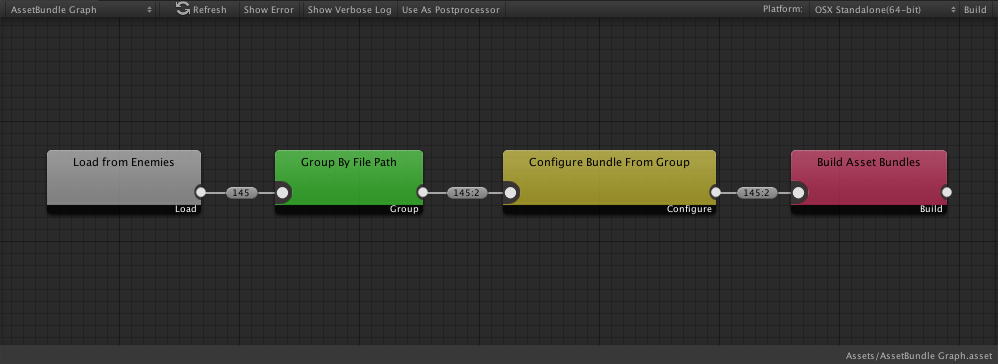 AssetBundle Graph Refresh Show Error Show Verbose Log Use As Postprocessor Platform: OSX Standalone(64-bit) Build
Load from Enemies Group By File Path Configure Bundle From Group Build Asset Bundles
145 145:2 145:2
Load Group Configure Build
Assets/AssetBundle Graph.asset